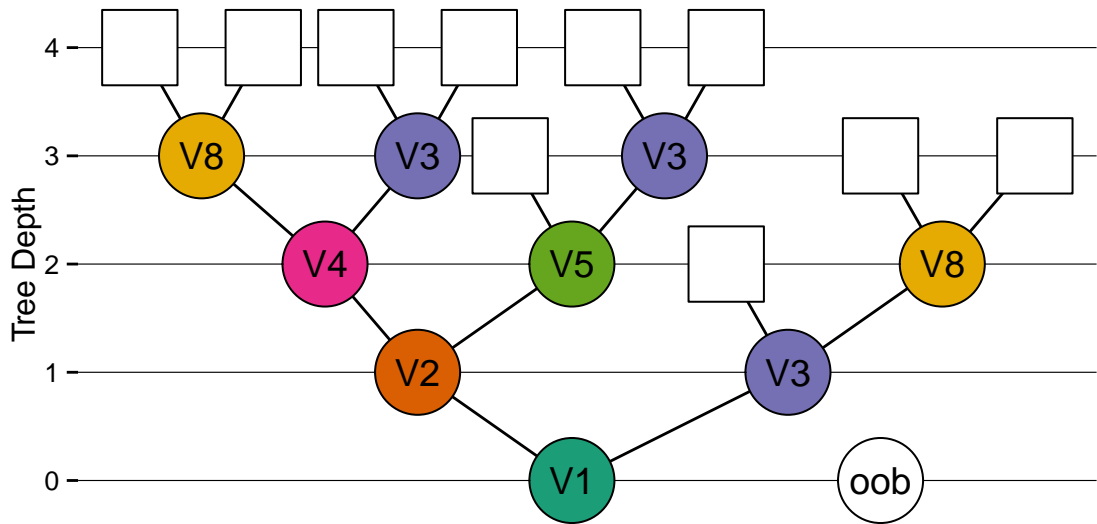 4
V8 V3 V3
3
V4 V5 V8
2
Tree Depth
V2 V3
1
V1 oob
0